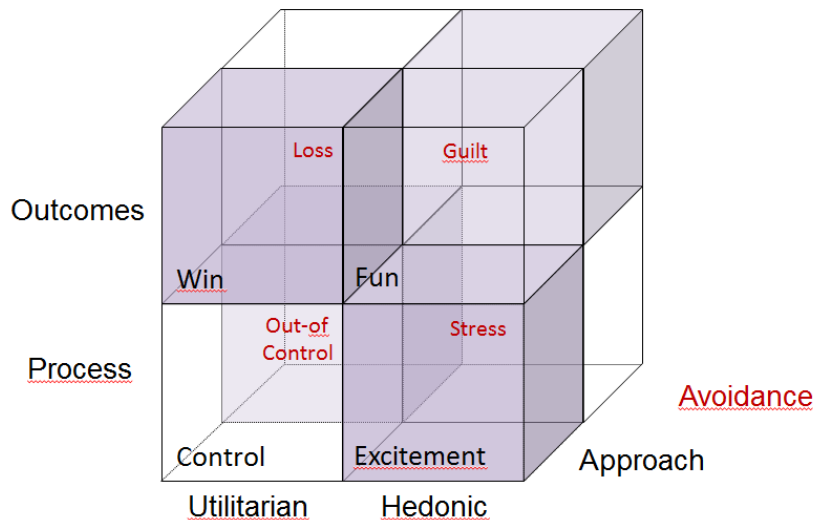 Loss
Guilt
Outcomes
Win
Fun
Out-of
Control
Stress
Process
Avoidance
Control
Excitement
Approach
Utilitarian
Hedonic